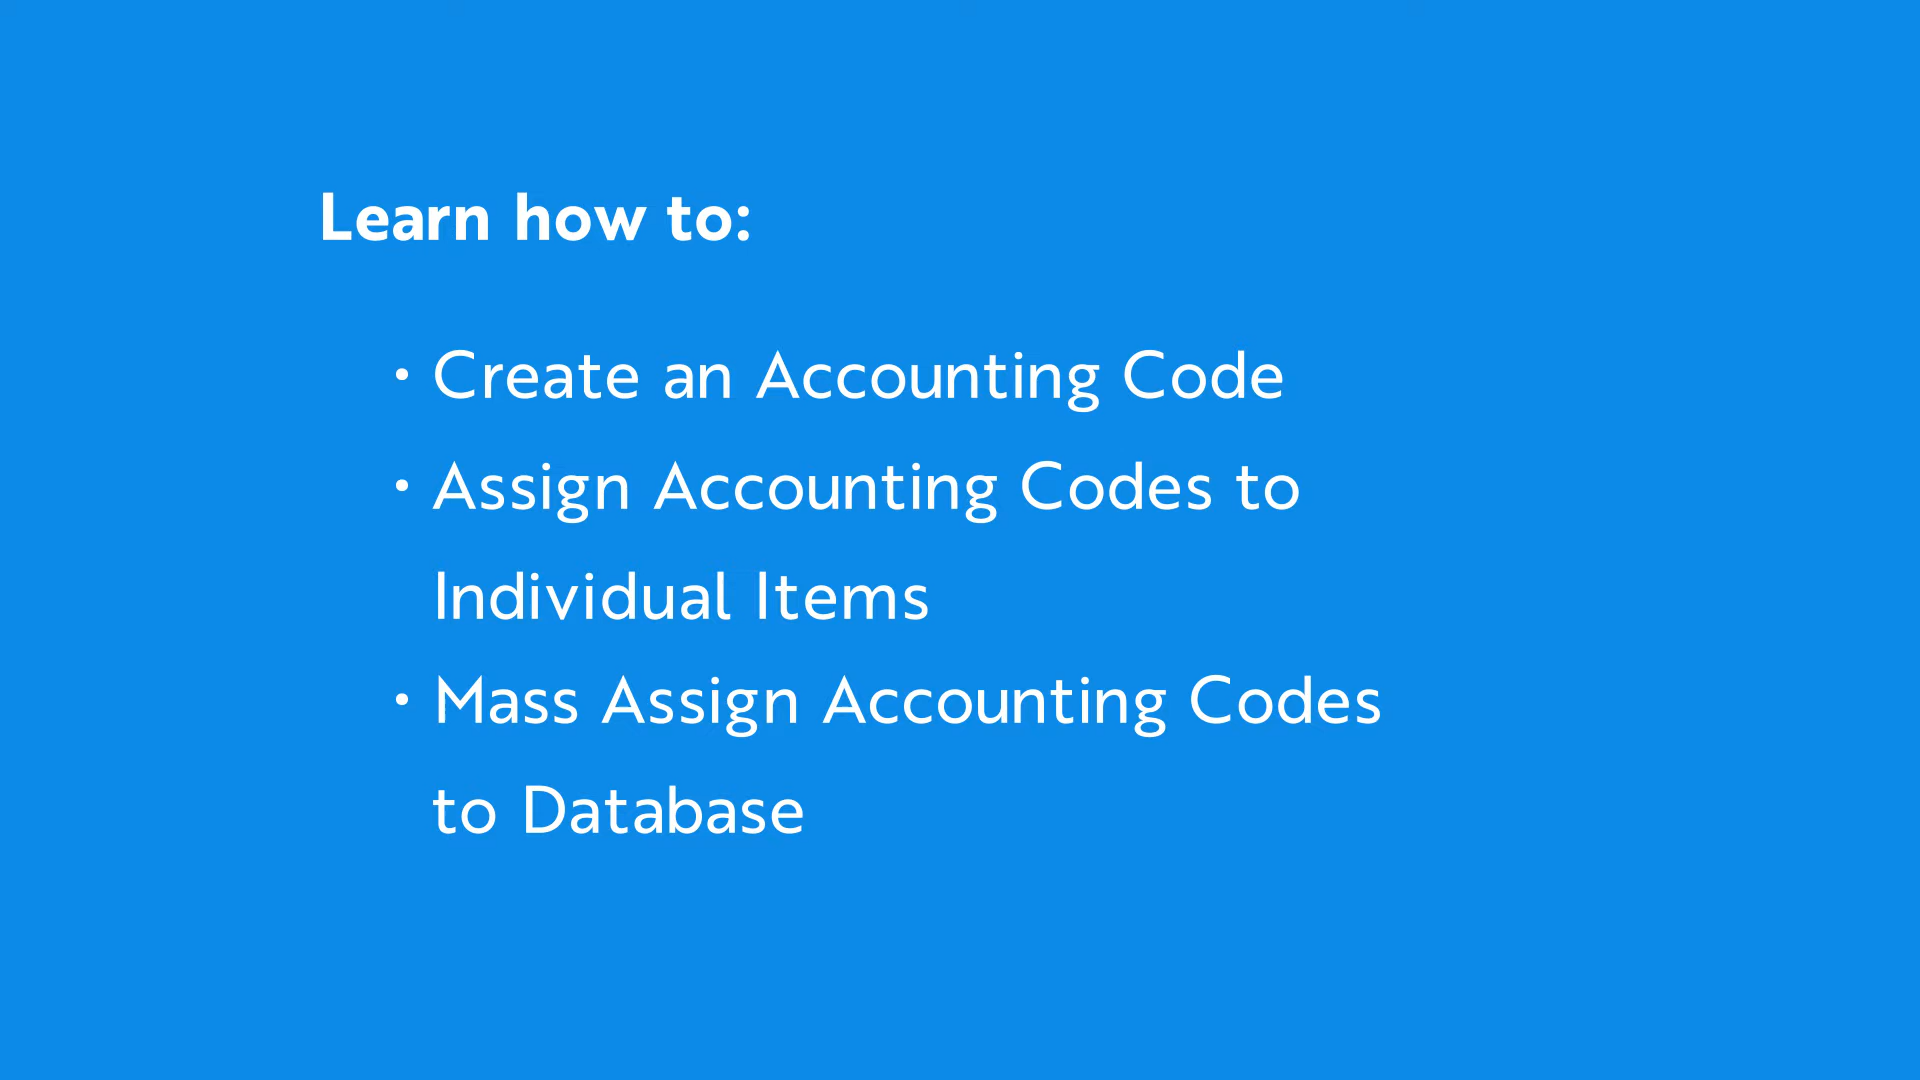 Learn how to:
• Create an Accounting Code
• Assign Accounting Codes to
Individual Items
• Mass Assign Accounting Codes
to Database